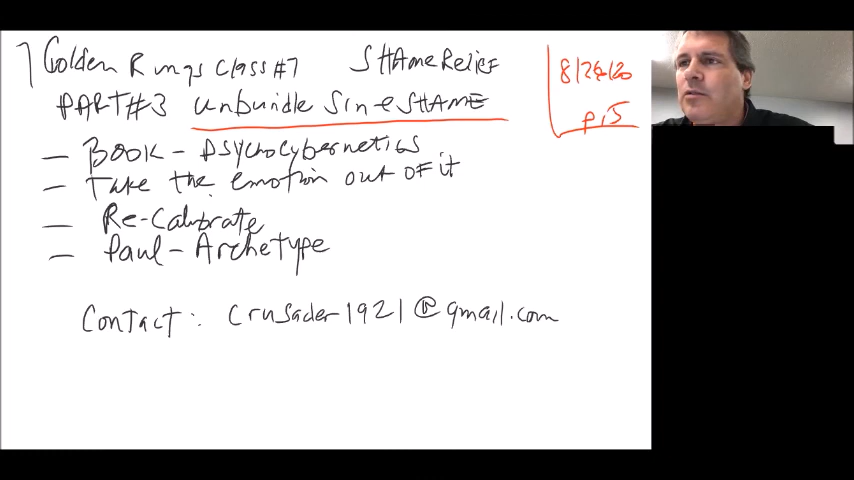 7 Golden Rings Class #7 SHAME RELIEF
PART #3 unbundle Sin & SHAME
8/26/20
p.5
— BOOK - PSYCHOCYbernetics
— Take the emotion out OF it
— Re-Calibrate
— Paul - Archetype
Contact: crusader1921@gmail.com